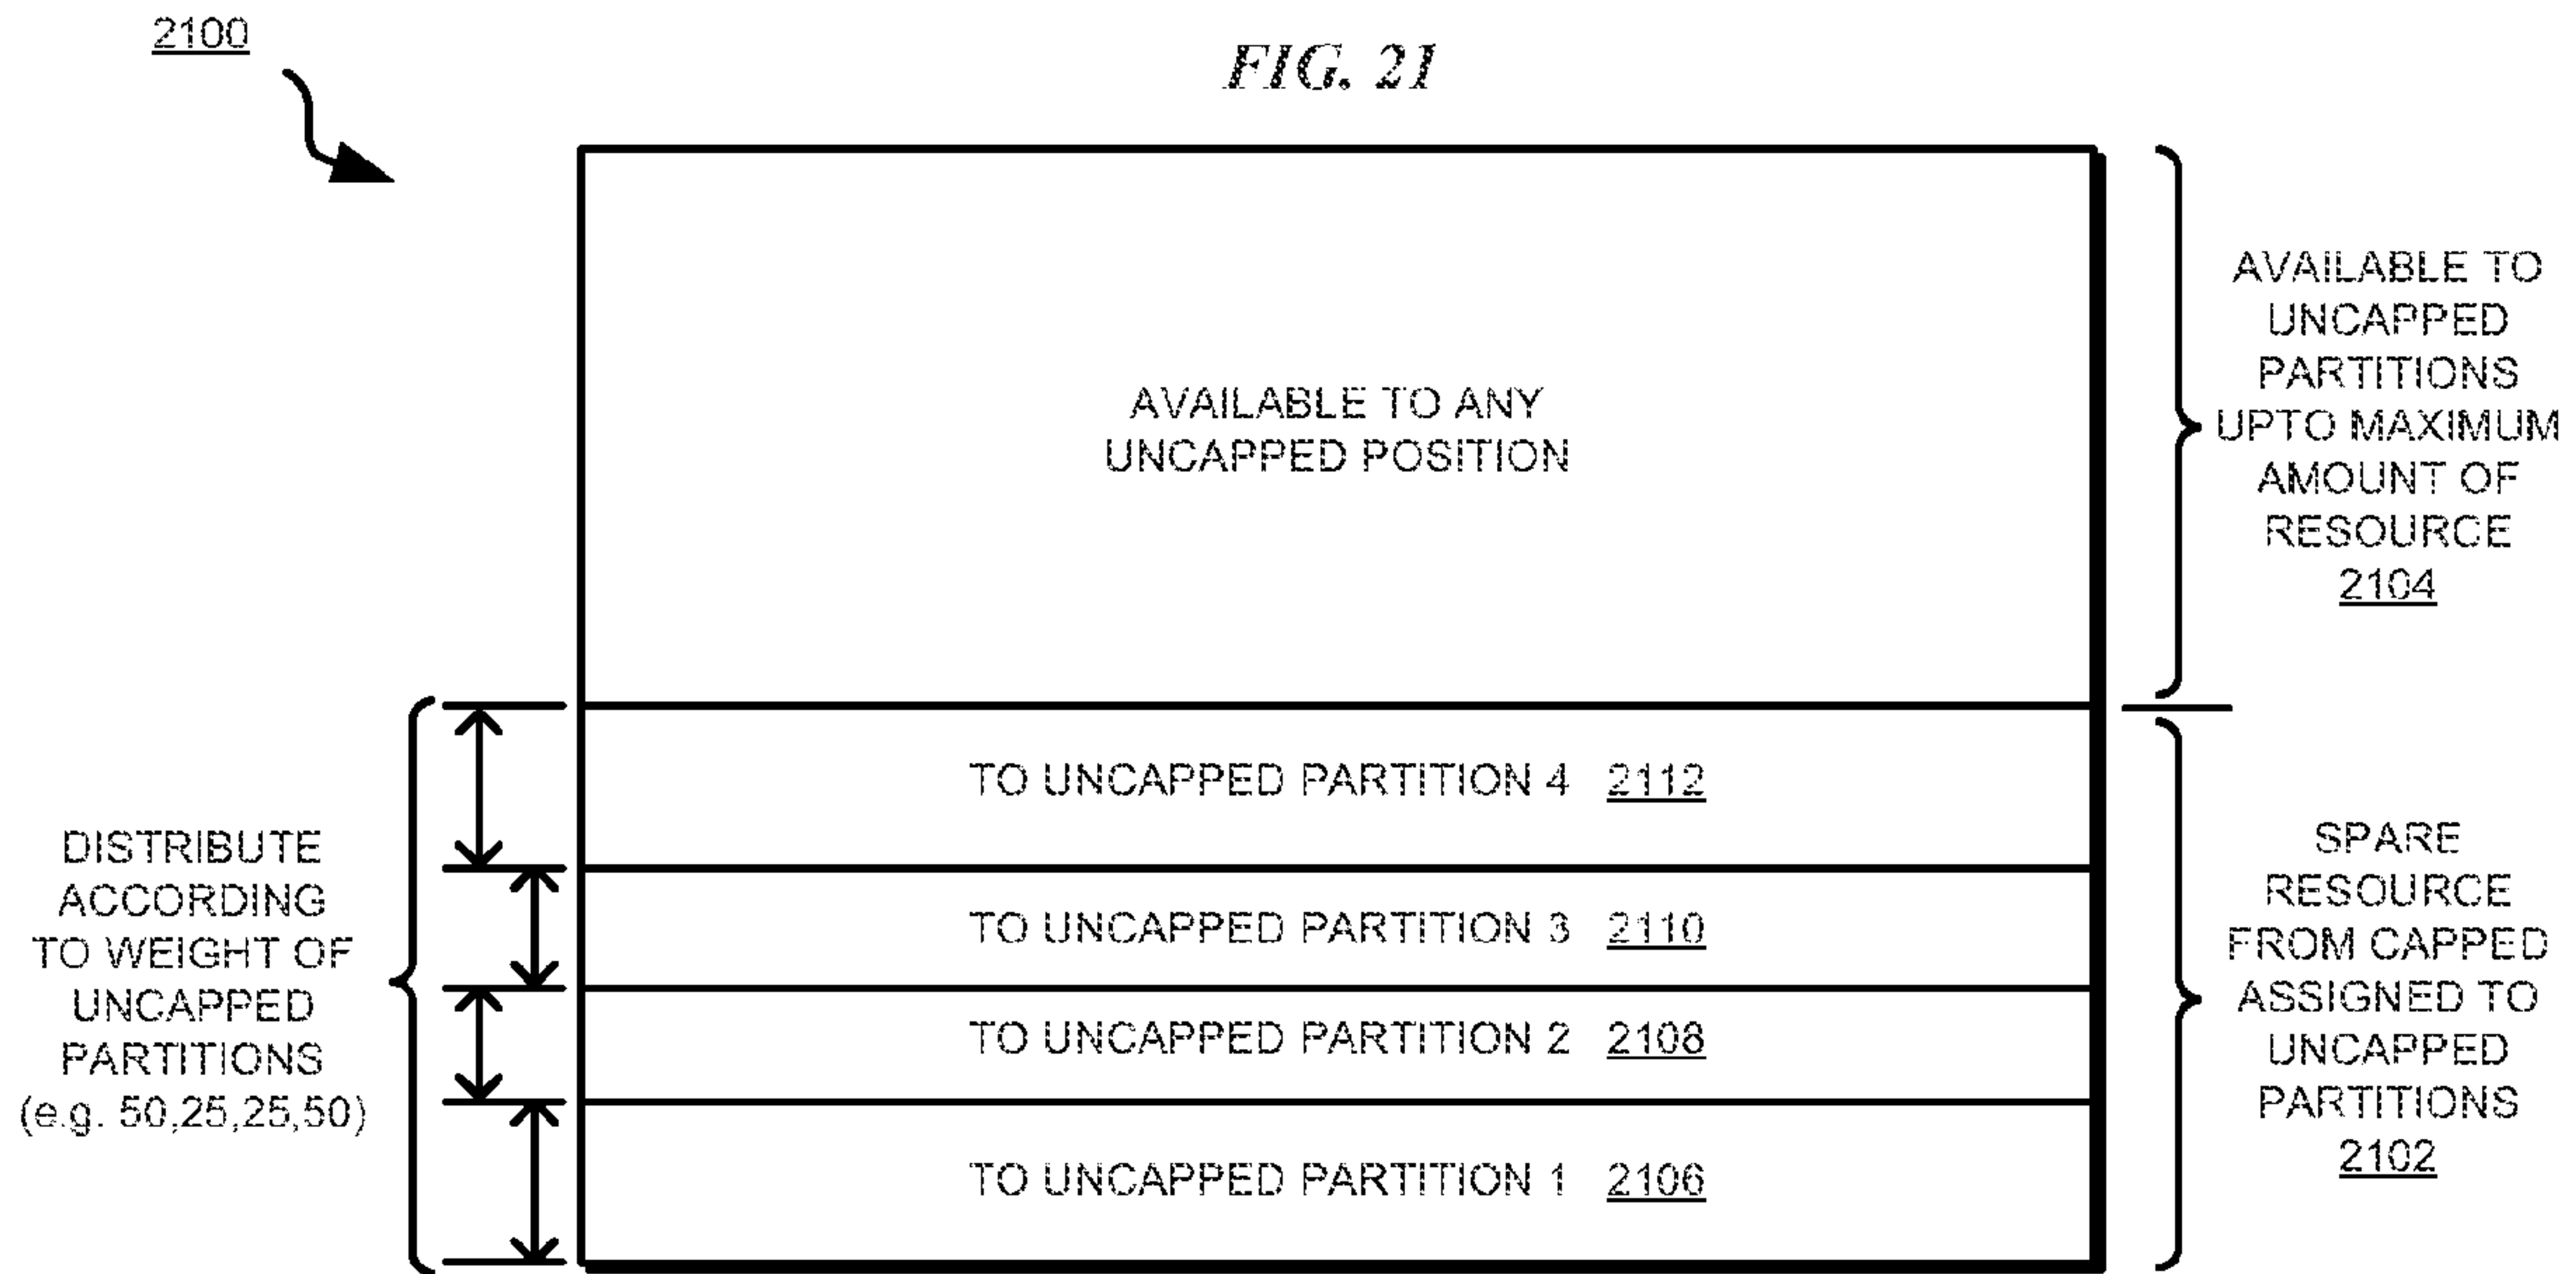 2100
FIG. 21
AVAILABLE TO ANY
UNCAPPED POSITION
AVAILABLE TO
UNCAPPED
PARTITIONS
UPTO MAXIMUM
AMOUNT OF
RESOURCE
2104
TO UNCAPPED PARTITION 4 2112
TO UNCAPPED PARTITION 3 2110
TO UNCAPPED PARTITION 2 2108
TO UNCAPPED PARTITION 1 2106
DISTRIBUTE
ACCORDING
TO WEIGHT OF
UNCAPPED
PARTITIONS
(e.g. 50,25,25,50)
SPARE
RESOURCE
FROM CAPPED
ASSIGNED TO
UNCAPPED
PARTITIONS
2102